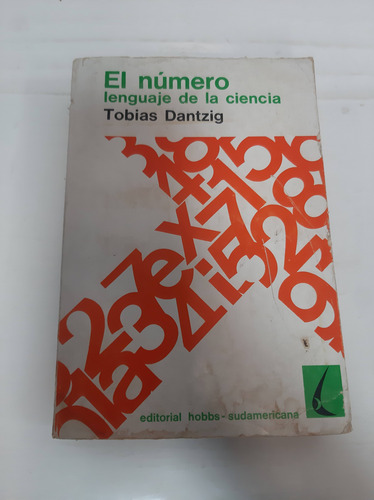 El número
lenguaje de la ciencia
Tobias Dantzig
editorial hobbs - sudamericana